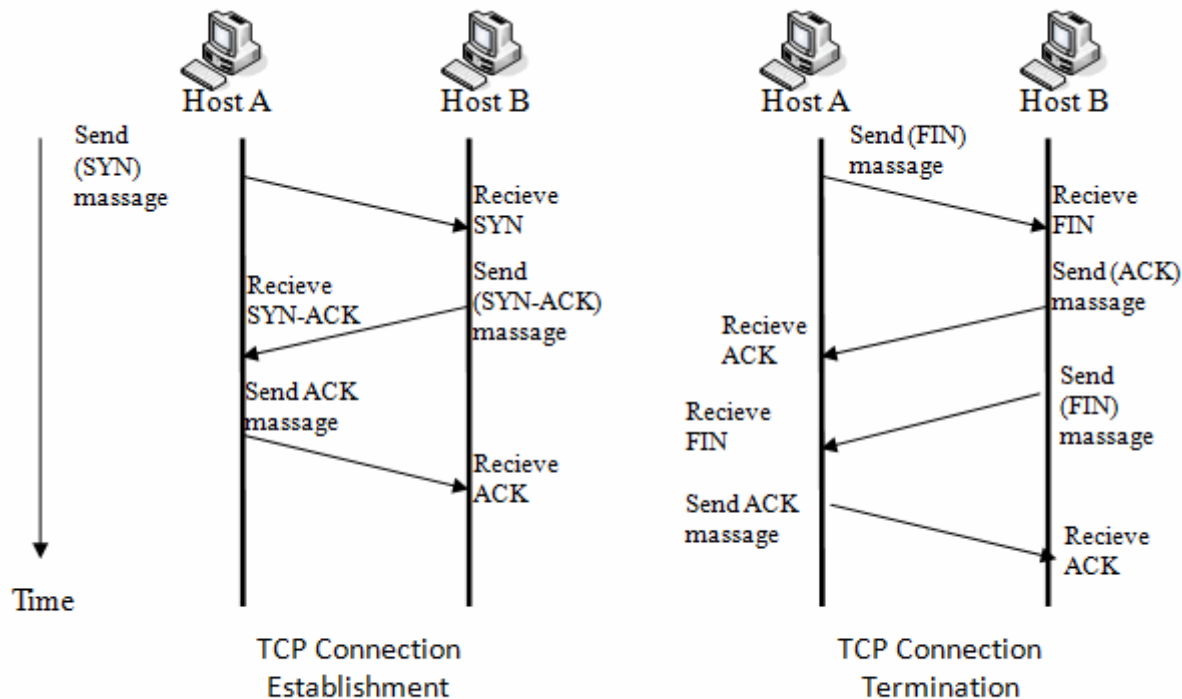 Host A
Host B
Send
(SYN)
massage
Recieve
SYN
Send
(SYN-ACK)
massage
Recieve
SYN-ACK
Send ACK
massage
Recieve
ACK
Time
TCP Connection
Establishment
Host A
Host B
Send (FIN)
massage
Recieve
FIN
Send (ACK)
massage
Recieve
ACK
Send
(FIN)
massage
Recieve
FIN
Send ACK
massage
Recieve
ACK
TCP Connection
Termination